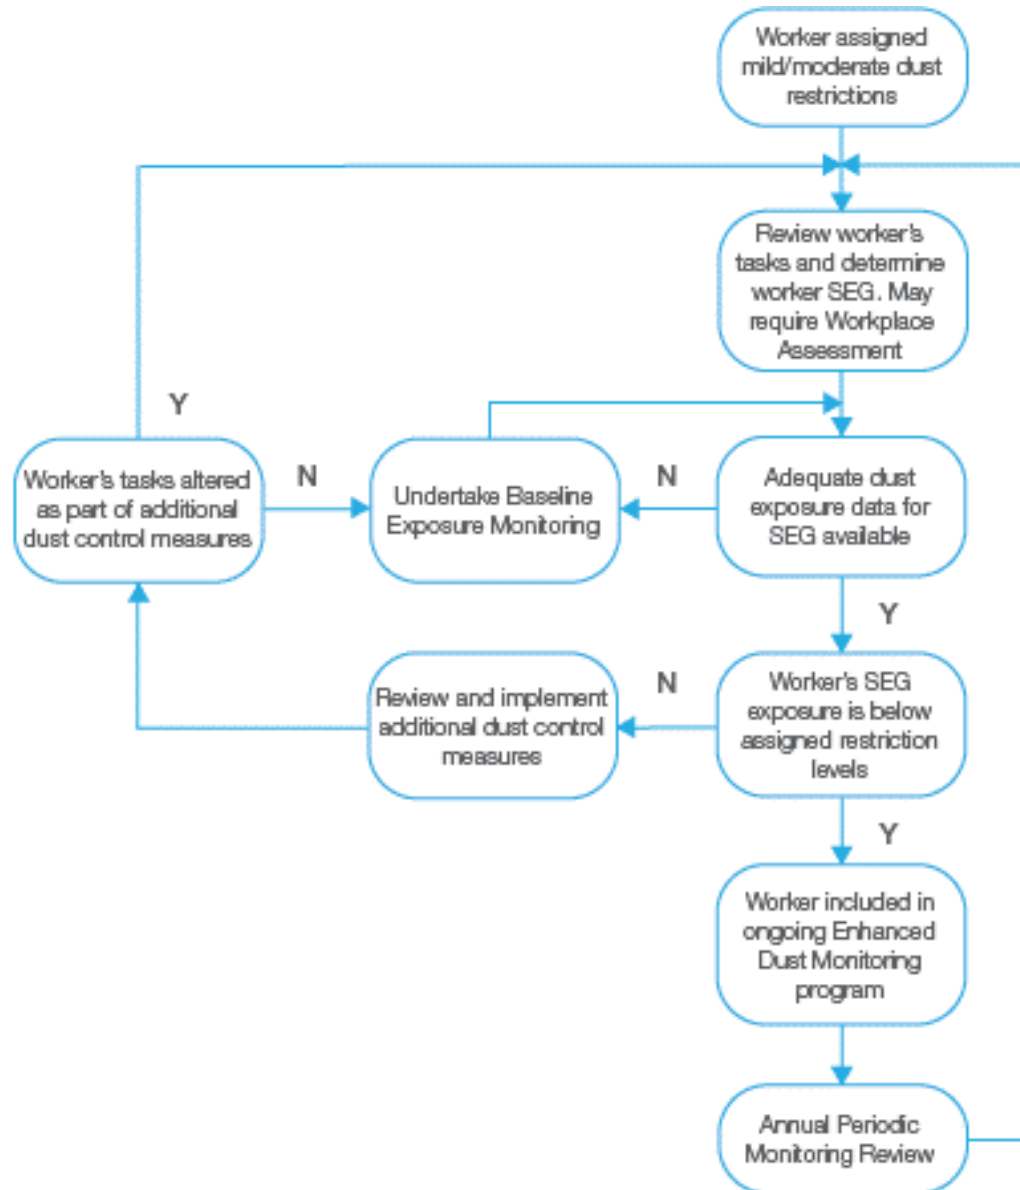 Worker assigned
mild/moderate dust
restrictions
Review worker's
tasks and determine
worker SEG. May
require Workplace
Assessment
Y
Worker's tasks altered
as part of additional
dust control measures
N
Undertake Baseline
Exposure Monitoring
N
Adequate dust
exposure data for
SEG available
Y
Review and implement
additional dust control
measures
N
Worker's SEG
exposure is below
assigned restriction
levels
Y
Worker included in
ongoing Enhanced
Dust Monitoring
program
Annual Periodic
Monitoring Review